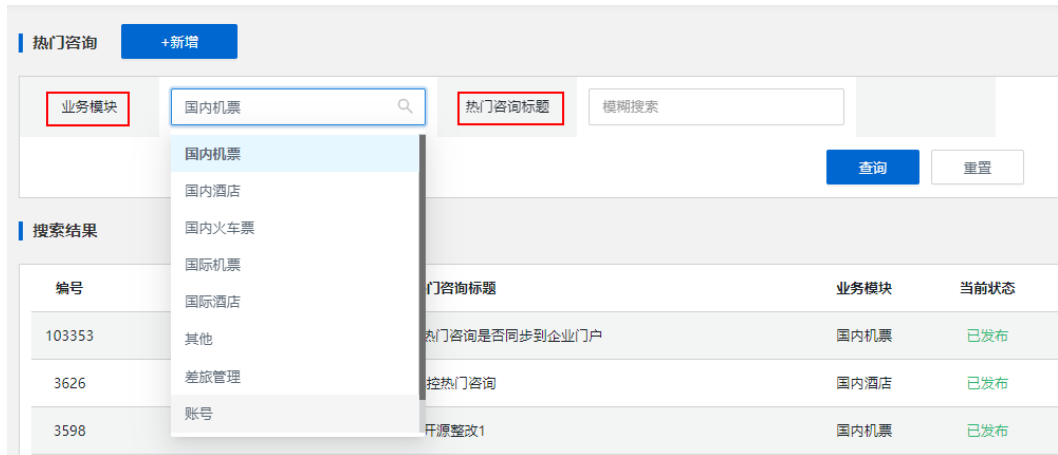 热门咨询 +新增
业务模块 国内机票 热门咨询标题 模糊搜索
国内机票
查询 重置
国内酒店
国内火车票
搜索结果
国际机票
编号 门咨询标题 业务模块 当前状态
国际酒店
103353 热门咨询是否同步到企业门户 国内机票 已发布
其他
差旅管理
3626 控热门咨询 国内酒店 已发布
账号
3598 开源整改1 国内机票 已发布